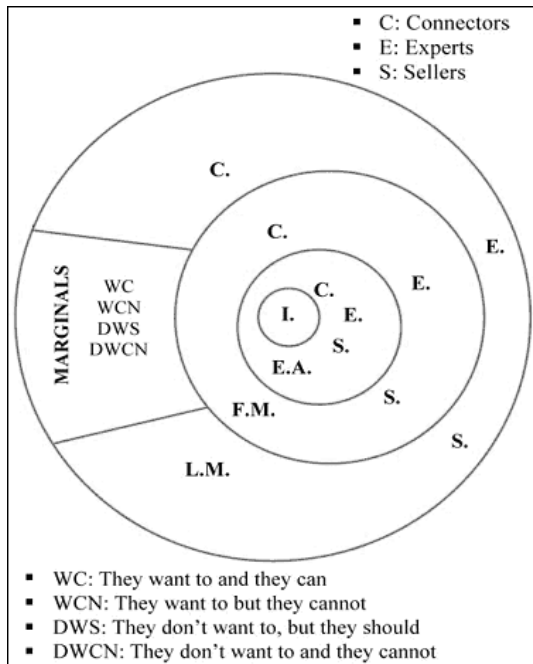 ▪ C: Connectors
▪ E: Experts
▪ S: Sellers
C.
C.
E.
E.
MARGINALS
WC
WCN
DWS
DWCN
C.
I.
E.
S.
E.A.
S.
F.M.
S.
L.M.
▪ WC: They want to and they can
▪ WCN: They want to but they cannot
▪ DWS: They don’t want to, but they should
▪ DWCN: They don’t want to and they cannot